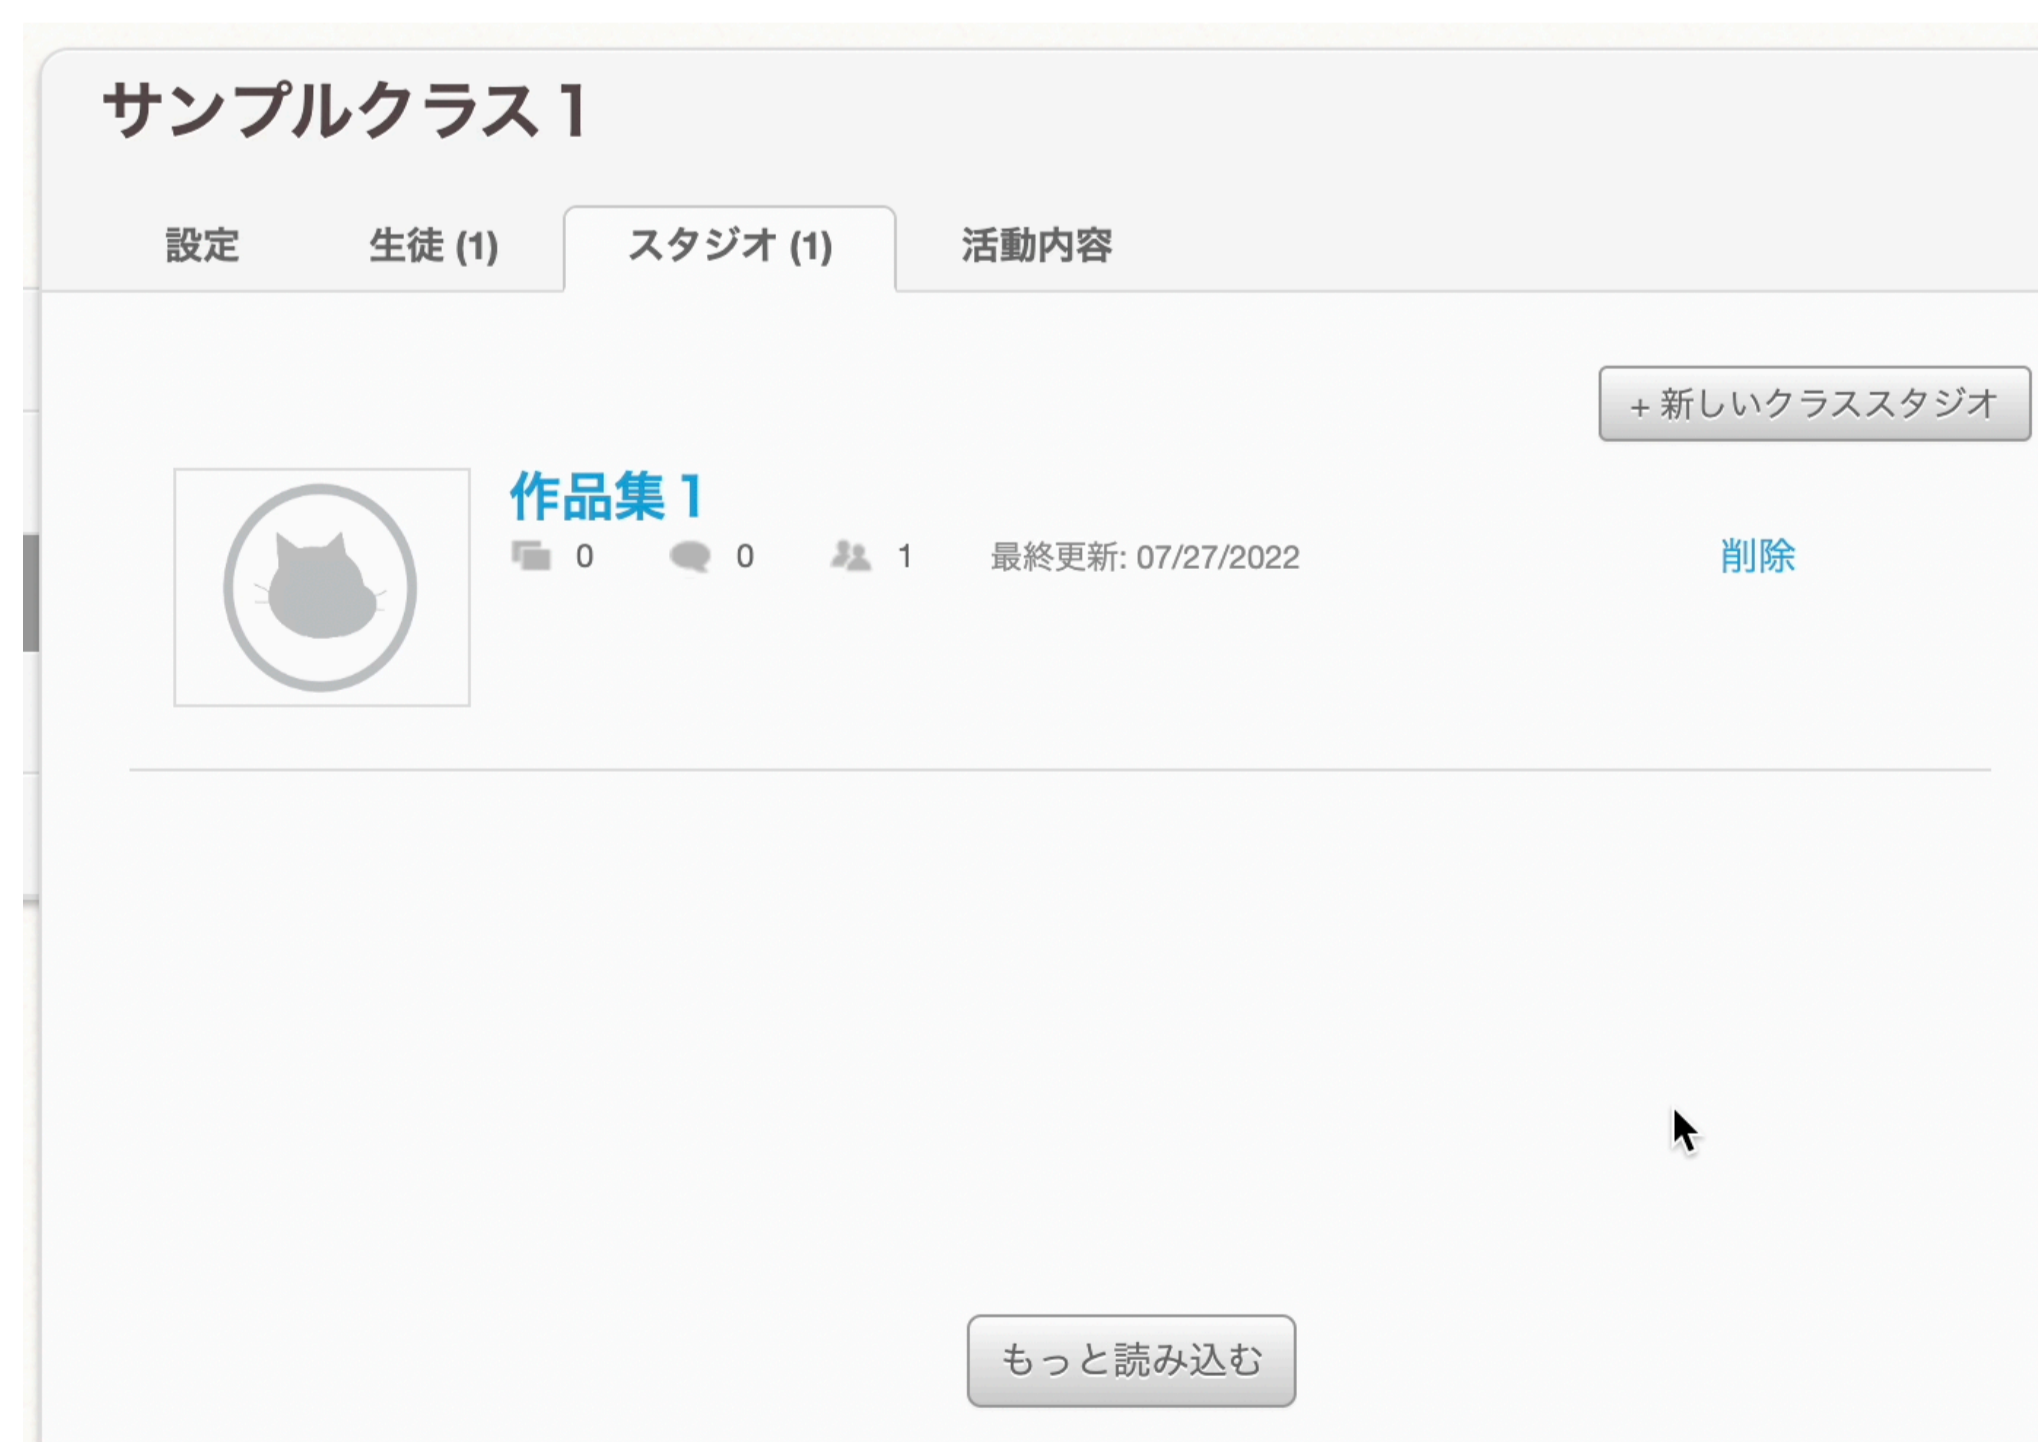 サンプルクラス 1
設定 生徒 (1) スタジオ (1) 活動内容
+ 新しいクラススタジオ
作品集 1
0 0 1 最終更新: 07/27/2022 削除
もっと読み込む